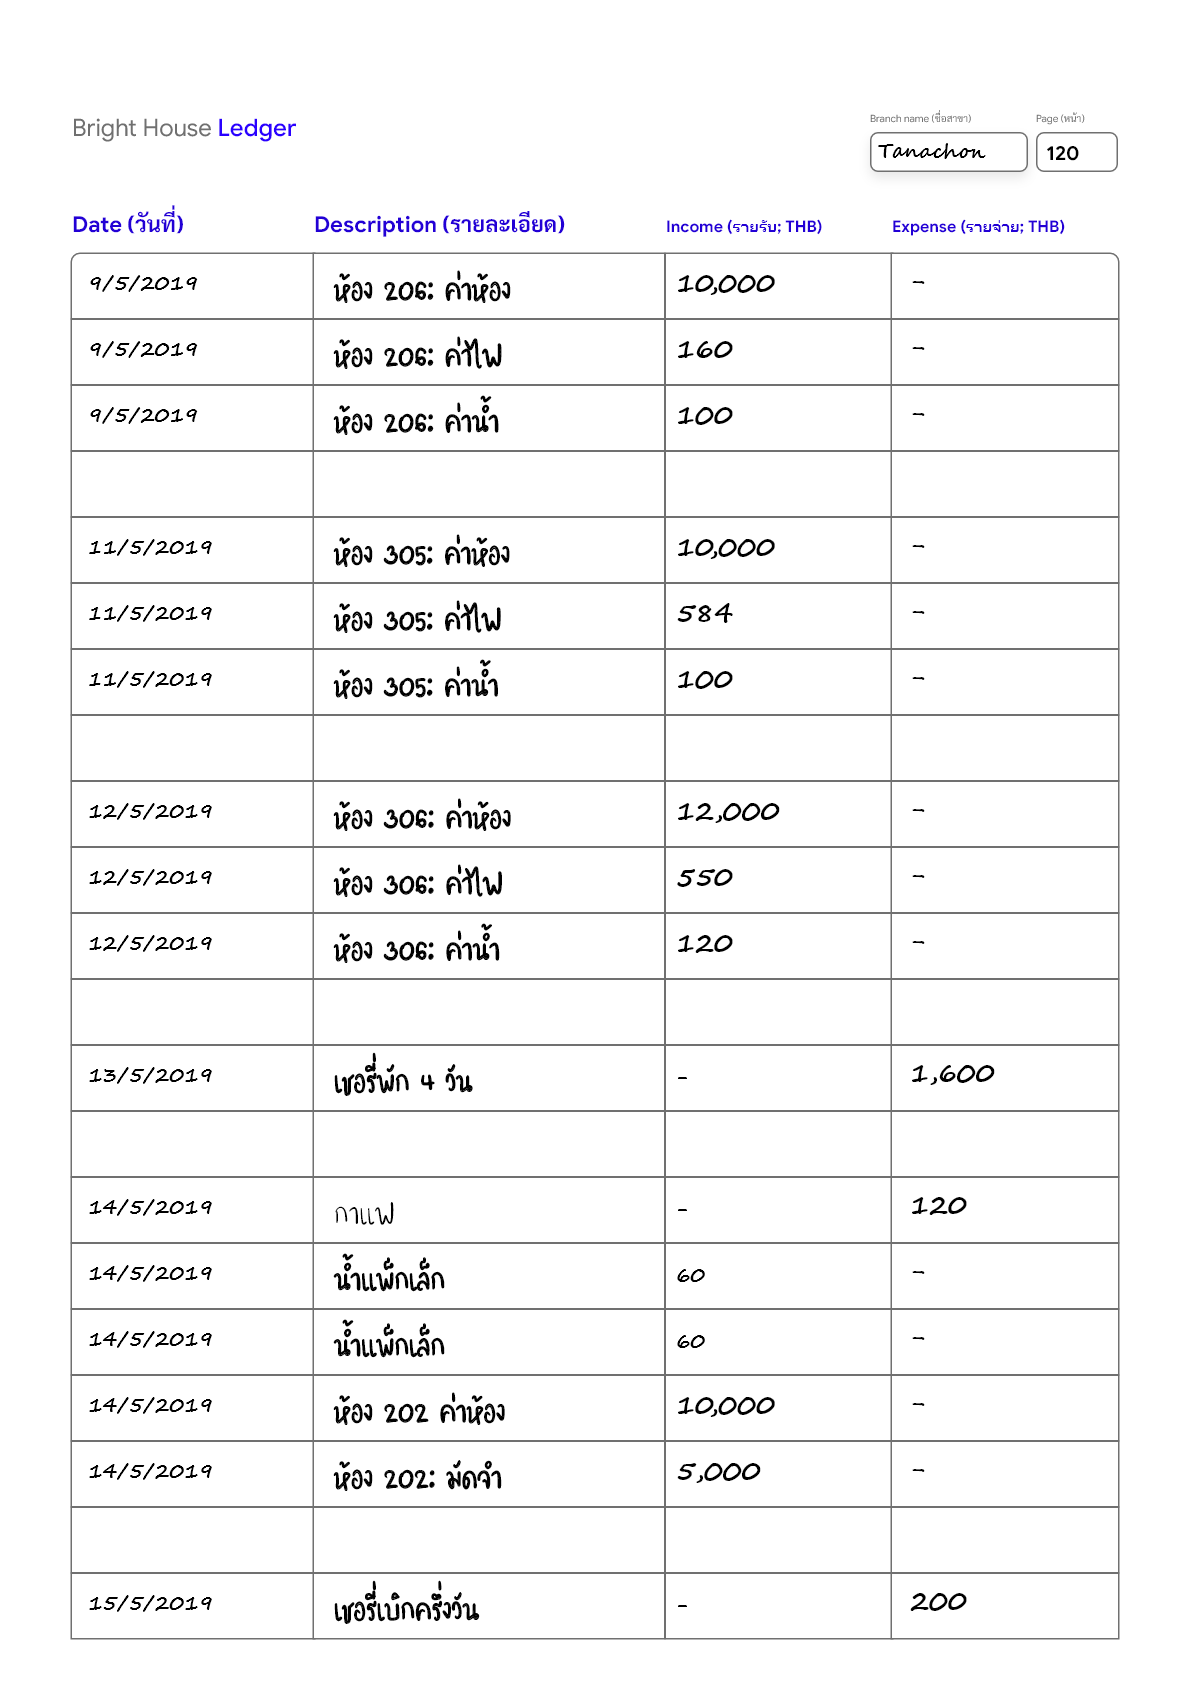 Bright House Ledger
Branch name (ชื่อสาขา) Page (หน้า)
Tanachon 120
Date (วันที่) Description (รายละเอียด) Income (รายรับ; THB) Expense (รายจ่าย; THB)
9/5/2019 ห้อง 206: ค่าห้อง 10,000 -
9/5/2019 ห้อง 206: ค่าไฟ 160 -
9/5/2019 ห้อง 206: ค่าน้ำ 100 -
11/5/2019 ห้อง 305: ค่าห้อง 10,000 -
11/5/2019 ห้อง 305: ค่าไฟ 584 -
11/5/2019 ห้อง 305: ค่าน้ำ 100 -
12/5/2019 ห้อง 306: ค่าห้อง 12,000 -
12/5/2019 ห้อง 306: ค่าไฟ 550 -
12/5/2019 ห้อง 306: ค่าน้ำ 120 -
13/5/2019 เชอรี่พัก 4 วัน - 1,600
14/5/2019 กาแฟ - 120
14/5/2019 น้ำแพ็กเล็ก 60 -
14/5/2019 น้ำแพ็กเล็ก 60 -
14/5/2019 ห้อง 202 ค่าห้อง 10,000 -
14/5/2019 ห้อง 202: มัดจำ 5,000 -
15/5/2019 เชอรี่เบิกครึ่งวัน - 200